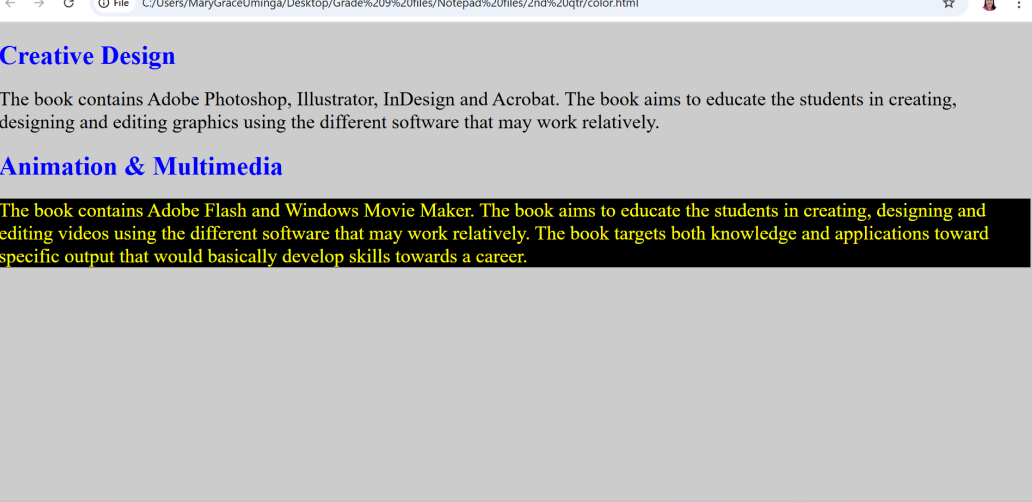 File C:/Users/MaryGraceUminga/Desktop/Grade%209%20files/Notepad%20files/2nd%20qtr/color.html
Creative Design
The book contains Adobe Photoshop, Illustrator, InDesign and Acrobat. The book aims to educate the students in creating,
designing and editing graphics using the different software that may work relatively.
Animation & Multimedia
The book contains Adobe Flash and Windows Movie Maker. The book aims to educate the students in creating, designing and
editing videos using the different software that may work relatively. The book targets both knowledge and applications toward
specific output that would basically develop skills towards a career.